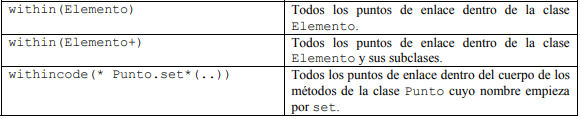 within(Elemento)
Todos los puntos de enlace dentro de la clase
Elemento.
within(Elemento+)
Todos los puntos de enlace dentro de la clase
Elemento y sus subclases.
withincode(* Punto.set*(..))
Todos los puntos de enlace dentro del cuerpo de los
métodos de la clase Punto cuyo nombre empieza
por set.